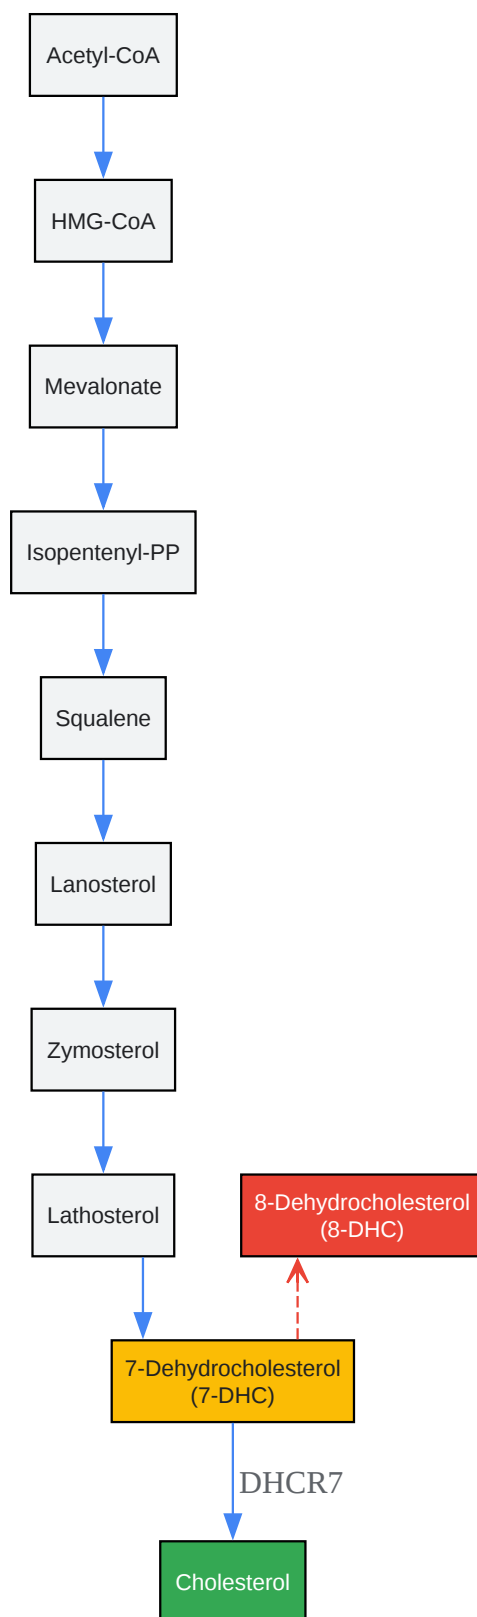 Acetyl-CoA
HMG-CoA
Mevalonate
Isopentenyl-PP
Squalene
Lanosterol
Zymosterol
Lathosterol
8-Dehydrocholesterol
(8-DHC)
7-Dehydrocholesterol
(7-DHC)
DHCR7
Cholesterol